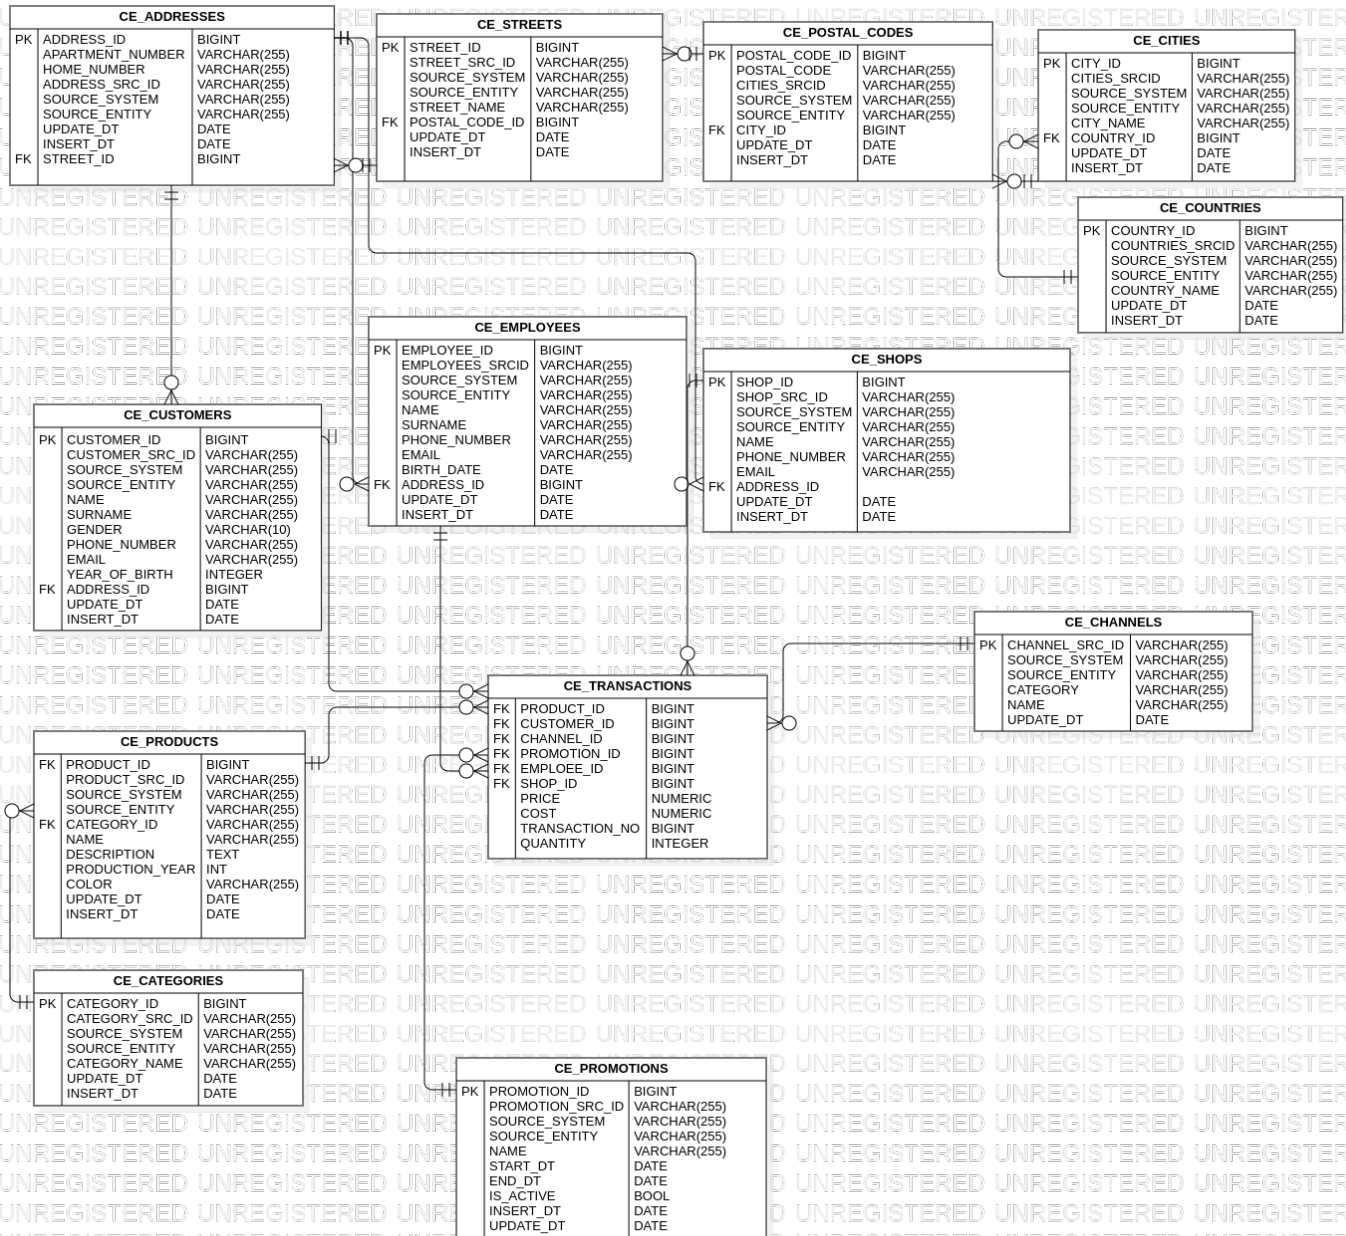 CE_ADDRESSES
PK ADDRESS_ID BIGINT
APARTMENT_NUMBER VARCHAR(255)
HOME_NUMBER VARCHAR(255)
ADDRESS_SRC_ID VARCHAR(255)
SOURCE_SYSTEM VARCHAR(255)
SOURCE_ENTITY VARCHAR(255)
UPDATE_DT DATE
INSERT_DT DATE
FK STREET_ID BIGINT
CE_STREETS
PK STREET_ID BIGINT
STREET_SRC_ID VARCHAR(255)
SOURCE_SYSTEM VARCHAR(255)
SOURCE_ENTITY VARCHAR(255)
STREET_NAME VARCHAR(255)
FK POSTAL_CODE_ID BIGINT
UPDATE_DT DATE
INSERT_DT DATE
CE_POSTAL_CODES
PK POSTAL_CODE_ID BIGINT
POSTAL_CODE VARCHAR(255)
CITIES_SRCID VARCHAR(255)
SOURCE_SYSTEM VARCHAR(255)
SOURCE_ENTITY VARCHAR(255)
FK CITY_ID BIGINT
UPDATE_DT DATE
INSERT_DT DATE
CE_CITIES
PK CITY_ID BIGINT
CITIES_SRCID VARCHAR(255)
SOURCE_SYSTEM VARCHAR(255)
SOURCE_ENTITY VARCHAR(255)
CITY_NAME VARCHAR(255)
FK COUNTRY_ID BIGINT
UPDATE_DT DATE
INSERT_DT DATE
CE_COUNTRIES
PK COUNTRY_ID BIGINT
COUNTRIES_SRCID VARCHAR(255)
SOURCE_SYSTEM VARCHAR(255)
SOURCE_ENTITY VARCHAR(255)
COUNTRY_NAME VARCHAR(255)
UPDATE_DT DATE
INSERT_DT DATE
CE_EMPLOYEES
PK EMPLOYEE_ID BIGINT
EMPLOYEES_SRCID VARCHAR(255)
SOURCE_SYSTEM VARCHAR(255)
SOURCE_ENTITY VARCHAR(255)
NAME VARCHAR(255)
SURNAME VARCHAR(255)
PHONE_NUMBER VARCHAR(255)
EMAIL VARCHAR(255)
BIRTH_DATE DATE
FK ADDRESS_ID BIGINT
UPDATE_DT DATE
INSERT_DT DATE
CE_SHOPS
PK SHOP_ID BIGINT
SHOP_SRC_ID VARCHAR(255)
SOURCE_SYSTEM VARCHAR(255)
SOURCE_ENTITY VARCHAR(255)
NAME VARCHAR(255)
PHONE_NUMBER VARCHAR(255)
EMAIL VARCHAR(255)
FK ADDRESS_ID
UPDATE_DT DATE
INSERT_DT DATE
CE_CUSTOMERS
PK CUSTOMER_ID BIGINT
CUSTOMER_SRC_ID VARCHAR(255)
SOURCE_SYSTEM VARCHAR(255)
SOURCE_ENTITY VARCHAR(255)
NAME VARCHAR(255)
SURNAME VARCHAR(255)
GENDER VARCHAR(10)
PHONE_NUMBER VARCHAR(255)
EMAIL VARCHAR(255)
YEAR_OF_BIRTH INTEGER
FK ADDRESS_ID BIGINT
UPDATE_DT DATE
INSERT_DT DATE
CE_CHANNELS
PK CHANNEL_SRC_ID VARCHAR(255)
SOURCE_SYSTEM VARCHAR(255)
SOURCE_ENTITY VARCHAR(255)
CATEGORY VARCHAR(255)
NAME VARCHAR(255)
UPDATE_DT DATE
CE_TRANSACTIONS
FK PRODUCT_ID BIGINT
FK CUSTOMER_ID BIGINT
FK CHANNEL_ID BIGINT
FK PROMOTION_ID BIGINT
FK EMPLOEE_ID BIGINT
FK SHOP_ID BIGINT
PRICE NUMERIC
COST NUMERIC
TRANSACTION_NO BIGINT
QUANTITY INTEGER
CE_PRODUCTS
FK PRODUCT_ID BIGINT
PRODUCT_SRC_ID VARCHAR(255)
SOURCE_SYSTEM VARCHAR(255)
SOURCE_ENTITY VARCHAR(255)
FK CATEGORY_ID VARCHAR(255)
NAME VARCHAR(255)
DESCRIPTION TEXT
PRODUCTION_YEAR INT
COLOR VARCHAR(255)
UPDATE_DT DATE
INSERT_DT DATE
CE_CATEGORIES
PK CATEGORY_ID BIGINT
CATEGORY_SRC_ID VARCHAR(255)
SOURCE_SYSTEM VARCHAR(255)
SOURCE_ENTITY VARCHAR(255)
CATEGORY_NAME VARCHAR(255)
UPDATE_DT DATE
INSERT_DT DATE
CE_PROMOTIONS
PK PROMOTION_ID BIGINT
PROMOTION_SRC_ID VARCHAR(255)
SOURCE_SYSTEM VARCHAR(255)
SOURCE_ENTITY VARCHAR(255)
NAME VARCHAR(255)
START_DT DATE
END_DT DATE
IS_ACTIVE BOOL
INSERT_DT DATE
UPDATE_DT DATE
UNREGISTERED UNREGISTERED UNREGISTERED UNREGISTERED UNREGISTERED UNREGISTERED